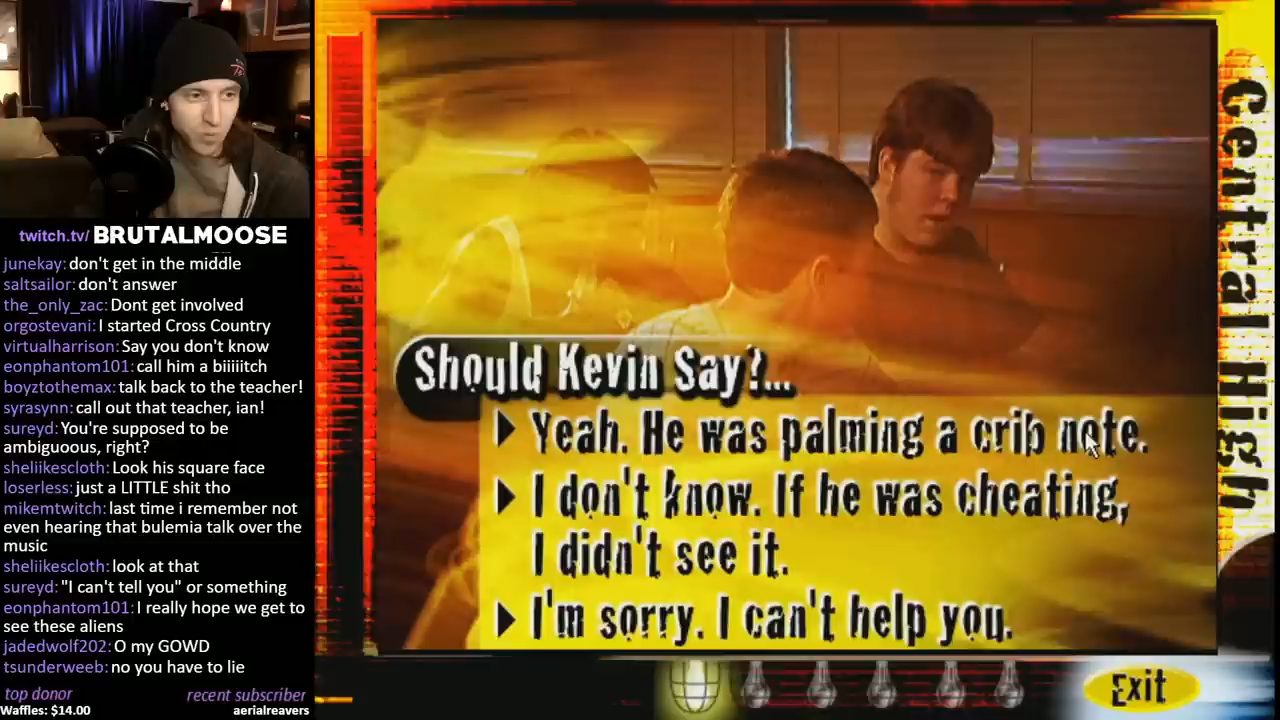 twitch.tv/ BRUTALMOOSE
junekay: don't get in the middle
saltsailor: don't answer
the_only_zac: Dont get involved
orgostevani: I started Cross Country
virtualharrison: Say you don't know
eonphantom101: call him a biiiitch
boyztothemax: talk back to the teacher!
syrasynn: call out that teacher, ian!
sureyd: You're supposed to be
ambiguoous, right?
sheliikescloth: Look his square face
loserless: just a LITTLE shit tho
mikemtwitch: last time i remember not
even hearing that bulemia talk over the
music
sheliikescloth: look at that
sureyd: "I can't tell you" or something
eonphantom101: I really hope we get to
see these aliens
jadedwolf202: O my GOWD
tsunderweeb: no you have to lie
top donor
Waffles: $14.00
recent subscriber
aerialreavers
Should Kevin Say?...
Yeah. He was palming a crib note.
I don't know. If he was cheating,
I didn't see it.
I'm sorry. I can't help you.
Central High
Exit